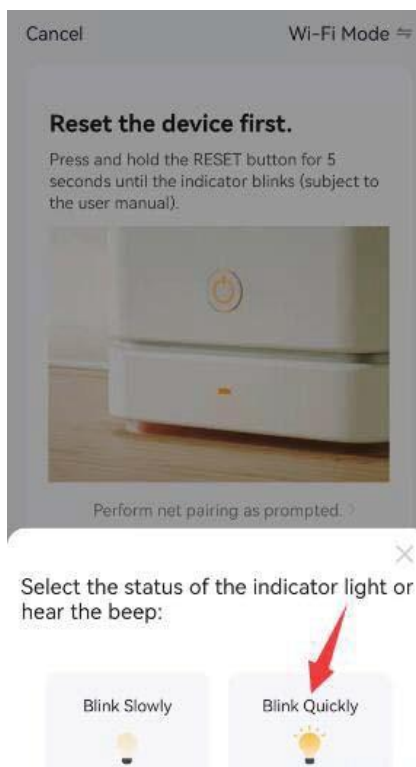 Cancel
Wi-Fi Mode
Reset the device first.
Press and hold the RESET button for 5
seconds until the indicator blinks (subject to
the user manual).
Perform net pairing as prompted.
Select the status of the indicator light or
hear the beep:
Blink Slowly
Blink Quickly